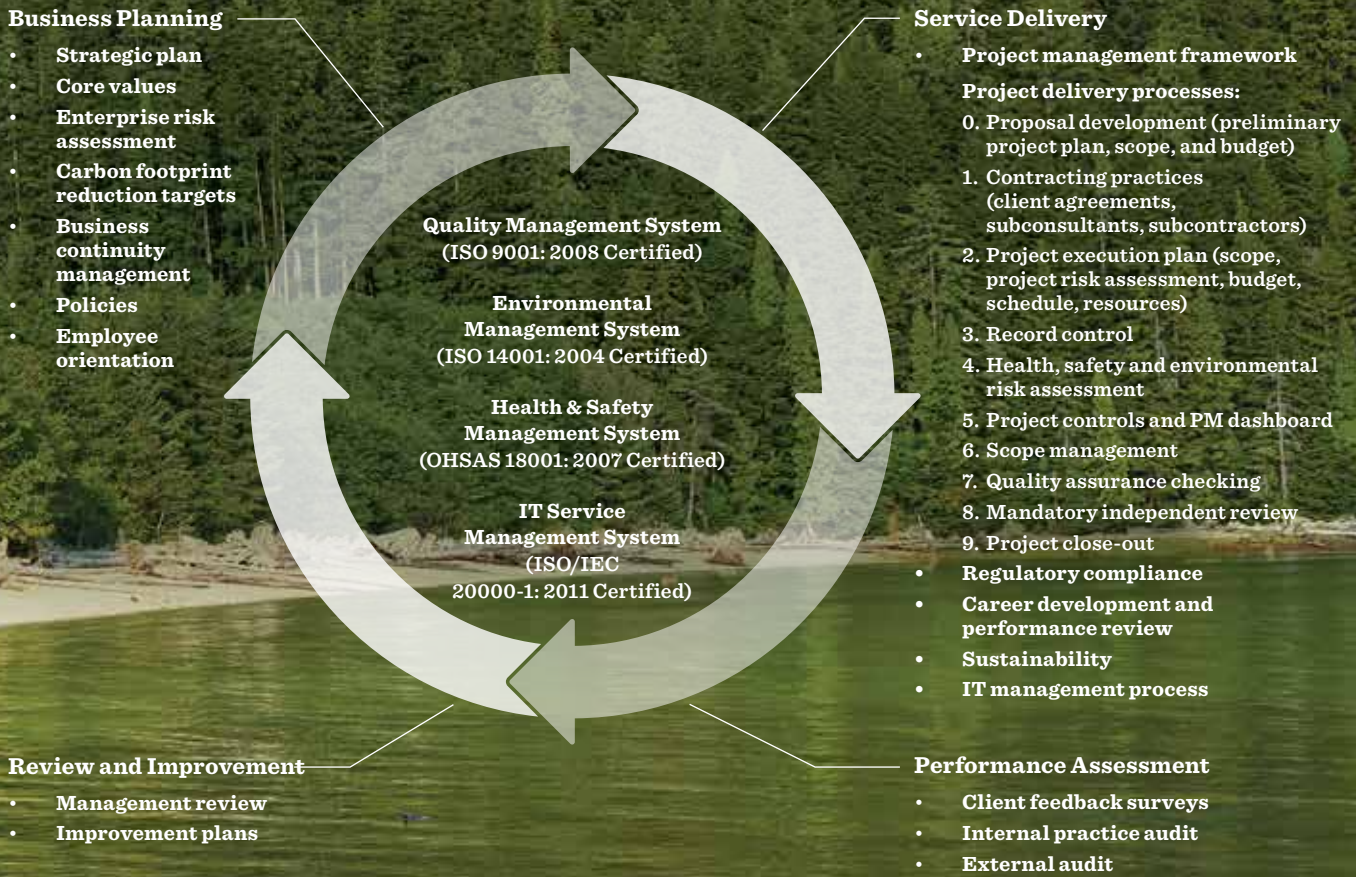 Business Planning
• Strategic plan
• Core values
• Enterprise risk
assessment
• Carbon footprint
reduction targets
• Business
continuity
management
• Policies
• Employee
orientation
Quality Management System
(ISO 9001: 2008 Certified)
Environmental
Management System
(ISO 14001: 2004 Certified)
Health & Safety
Management System
(OHSAS 18001: 2007 Certified)
IT Service
Management System
(ISO/IEC
20000-1: 2011 Certified)
Service Delivery
• Project management framework
Project delivery processes:
0. Proposal development (preliminary
project plan, scope, and budget)
1. Contracting practices
(client agreements,
subconsultants, subcontractors)
2. Project execution plan (scope,
project risk assessment, budget,
schedule, resources)
3. Record control
4. Health, safety and environmental
risk assessment
5. Project controls and PM dashboard
6. Scope management
7. Quality assurance checking
8. Mandatory independent review
9. Project close-out
• Regulatory compliance
• Career development and
performance review
• Sustainability
• IT management process
Review and Improvement
• Management review
• Improvement plans
Performance Assessment
• Client feedback surveys
• Internal practice audit
• External audit